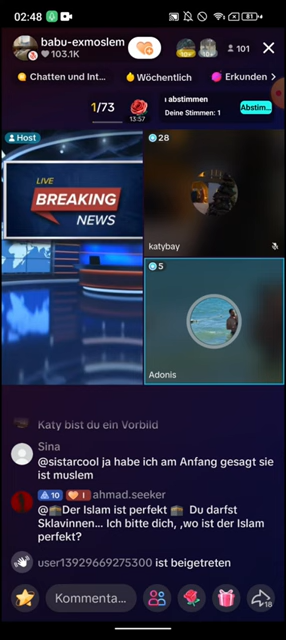 02:48
babu-exmoslem
103.1K
10+ 10+
101
Chatten und Int...
Wöchentlich
Erkunden
1/73
13:57
abstimmen
Deine Stimmen: 1
Abstim...
Host
28
LIVE
BREAKING
NEWS
katybay
5
Adonis
Katy bist du ein Vorbild
Sina
@sistarcool ja habe ich am Anfang gesagt sie
ist muslem
10 1 ahmad.seeker
@🕋Der Islam ist perfekt 🕋 Du darfst
Sklavinnen... Ich bitte dich, ,wo ist der Islam
perfekt?
user13929669275300 ist beigetreten
Kommenta...
18